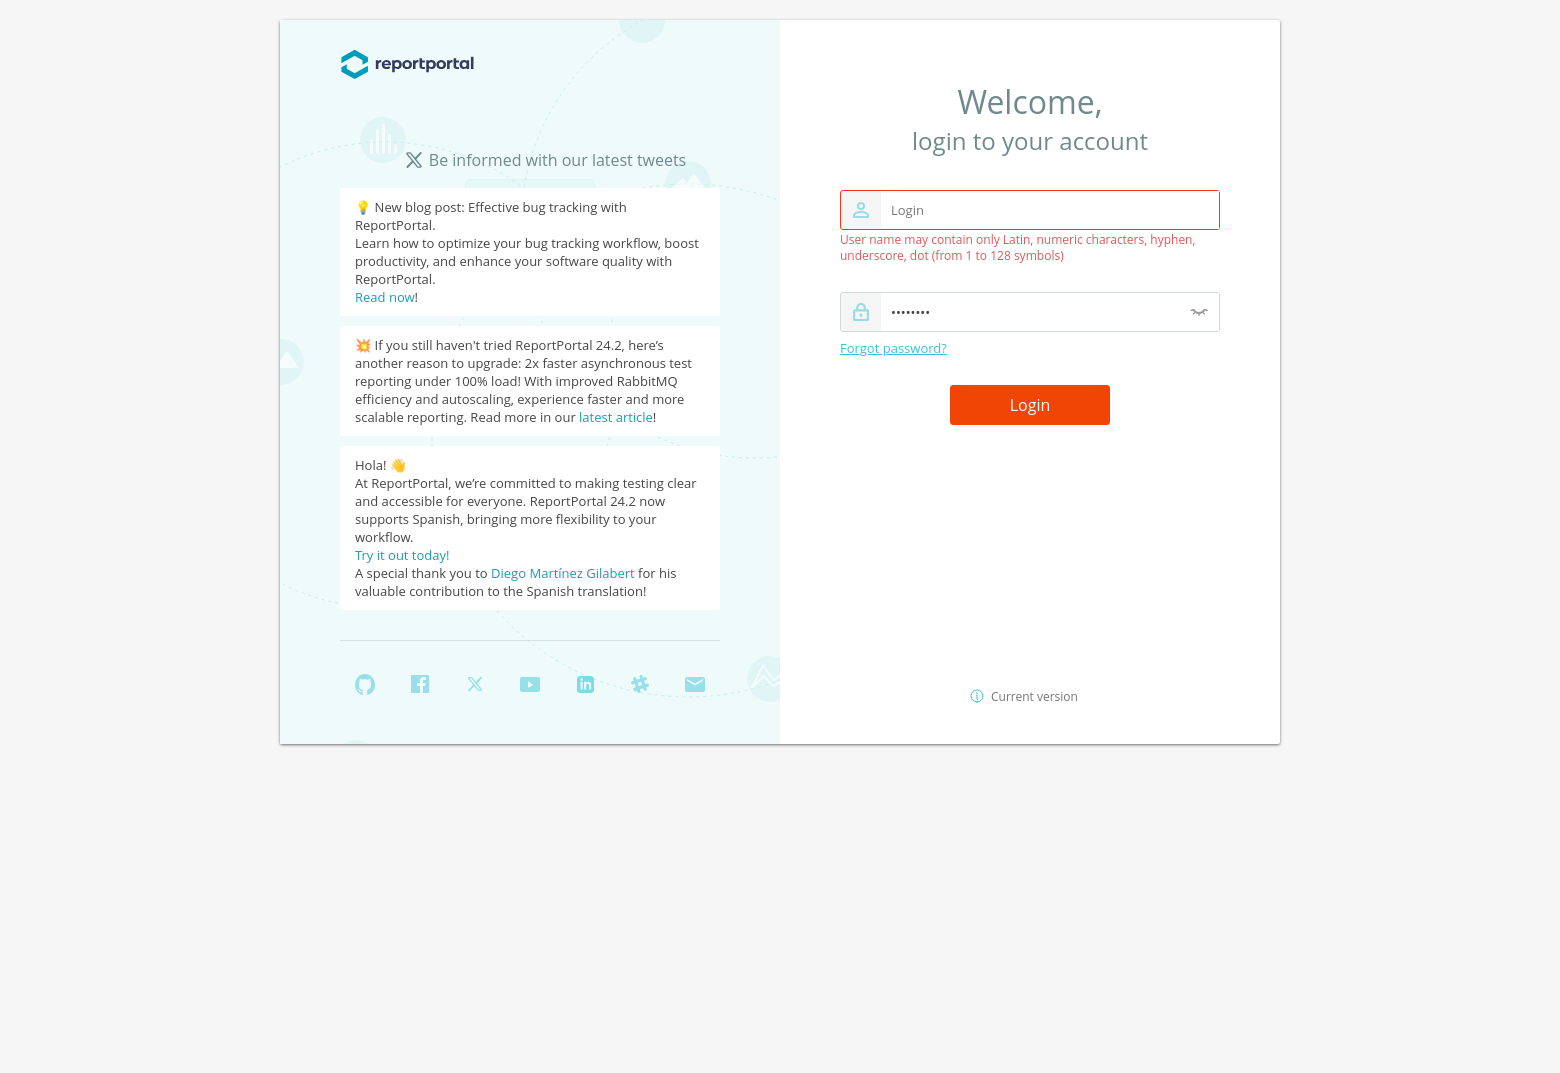 reportportal
Be informed with our latest tweets
💡 New blog post: Effective bug tracking with
ReportPortal.
Learn how to optimize your bug tracking workflow, boost
productivity, and enhance your software quality with
ReportPortal.
Read now!
💥 If you still haven't tried ReportPortal 24.2, here’s
another reason to upgrade: 2x faster asynchronous test
reporting under 100% load! With improved RabbitMQ
efficiency and autoscaling, experience faster and more
scalable reporting. Read more in our latest article!
Hola! 👋
At ReportPortal, we’re committed to making testing clear
and accessible for everyone. ReportPortal 24.2 now
supports Spanish, bringing more flexibility to your
workflow.
Try it out today!
A special thank you to Diego Martínez Gilabert for his
valuable contribution to the Spanish translation!
Welcome,
login to your account
Login
User name may contain only Latin, numeric characters, hyphen,
underscore, dot (from 1 to 128 symbols)
••••••••
Forgot password?
Login
Current version